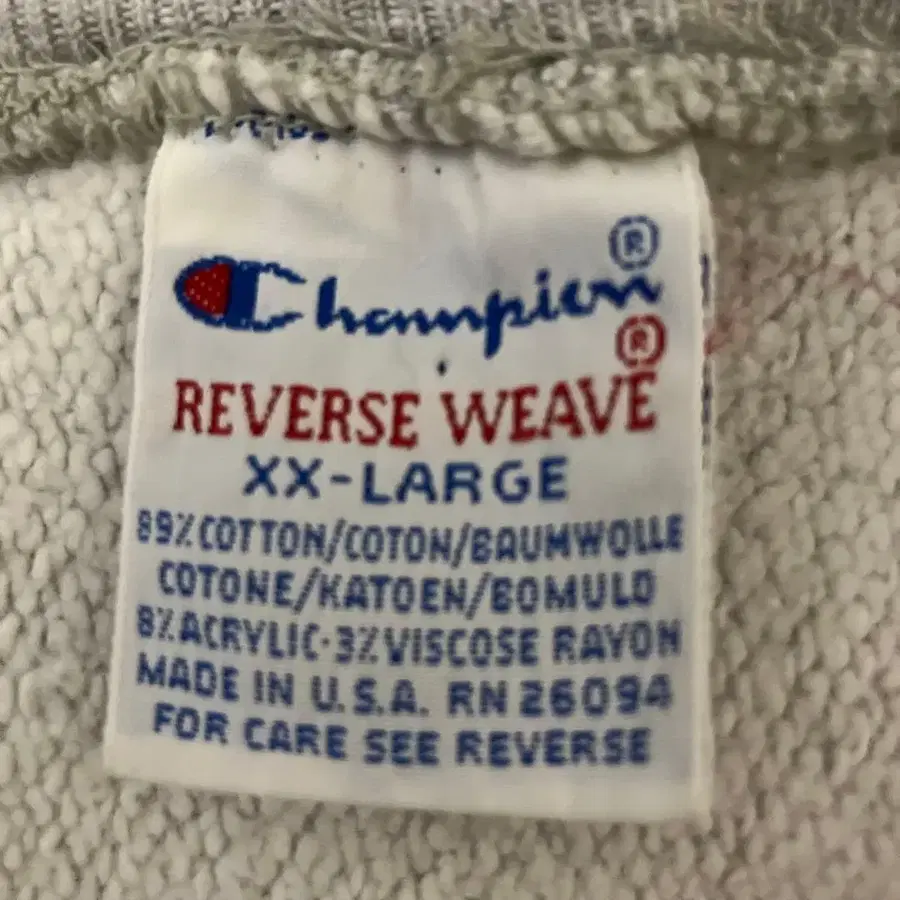 ®
Champion
®
REVERSE WEAVE
XX-LARGE
89% COTTON/COTON/BAUMWOLLE
COTONE/KATOEN/BOMULD
8% ACRYLIC·3% VISCOSE RAYON
MADE IN U.S.A. RN 26094
FOR CARE SEE REVERSE